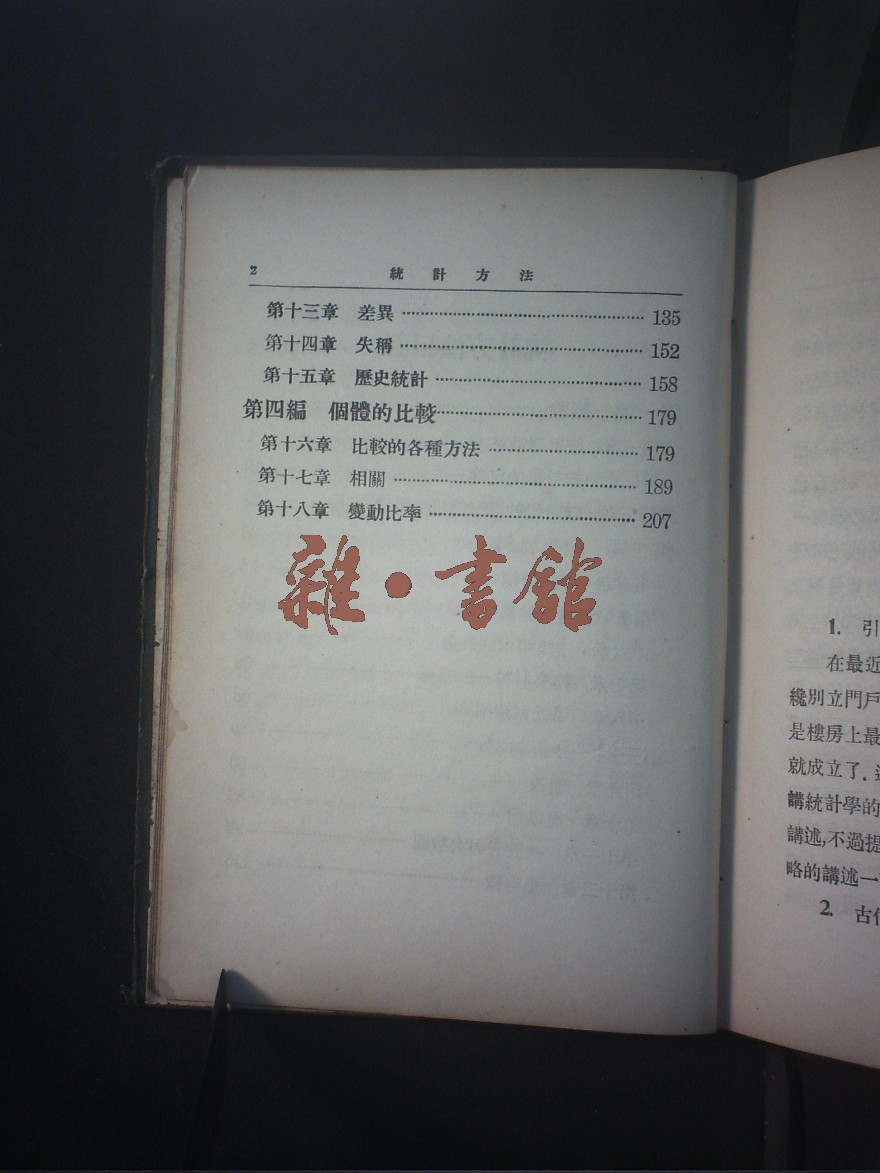 2 統計方法
第十三章 差異 135
第十四章 失稱 152
第十五章 歷史統計 158
第四編 個體的比較 179
第十六章 比較的各種方法 179
第十七章 相關 189
第十八章 變動比率 207
雜·書館
1. 引
在最近
纔別立門戶
是樓房上最
就成立了.
講統計學的
講述,不過提
略的講述一
2. 古